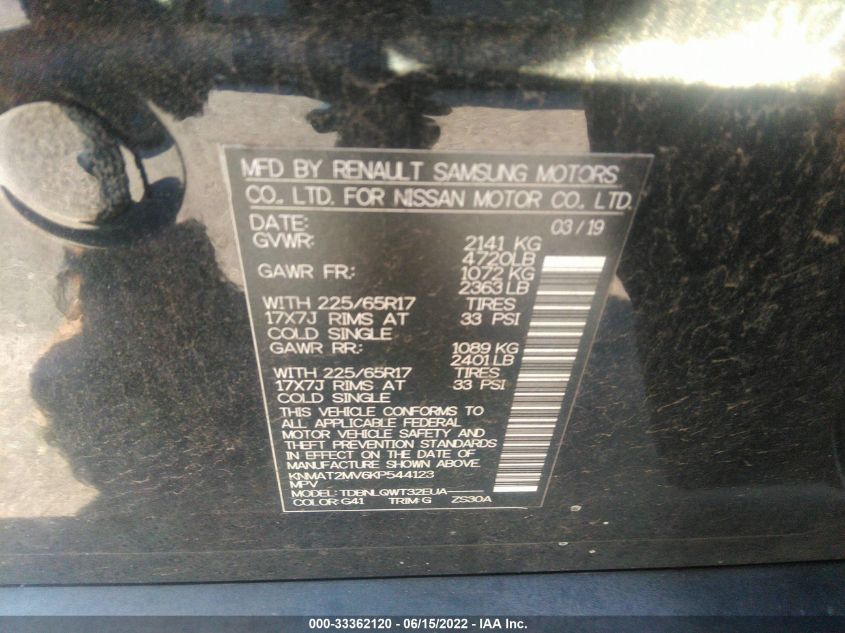 MFD BY RENAULT SAMSUNG MOTORS
CO., LTD. FOR NISSAN MOTOR CO., LTD.
DATE: 03/19
GVWR: 2141 KG
4720LB
GAWR FR: 1072 KG
2363 LB
WITH 225/65R17 TIRES
17X7J RIMS AT 33 PSI
COLD SINGLE
GAWR RR: 1089 KG
2401 LB
WITH 225/65R17 TIRES
17X7J RIMS AT 33 PSI
COLD SINGLE
THIS VEHICLE CONFORMS TO
ALL APPLICABLE FEDERAL
MOTOR VEHICLE SAFETY AND
THEFT PREVENTION STANDARDS
IN EFFECT ON THE DATE OF
MANUFACTURE SHOWN ABOVE.
KNMAT2MV6KP544123
MPV
MODEL: TDBNLQWT32EUA
COLOR: G41 TRIM: G ZS30A
000-33362120 - 06/15/2022 - IAA Inc.